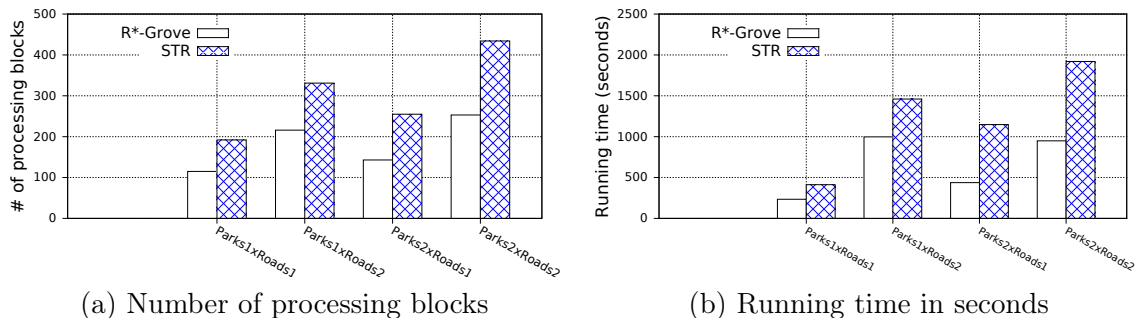 R*-Grove
STR
# of processing blocks
500
400
300
200
100
0
Parks1xRoads1
Parks1xRoads2
Parks2xRoads1
Parks2xRoads2
(a) Number of processing blocks
R*-Grove
STR
Running time (seconds)
2500
2000
1500
1000
500
0
Parks1xRoads1
Parks1xRoads2
Parks2xRoads1
Parks2xRoads2
(b) Running time in seconds